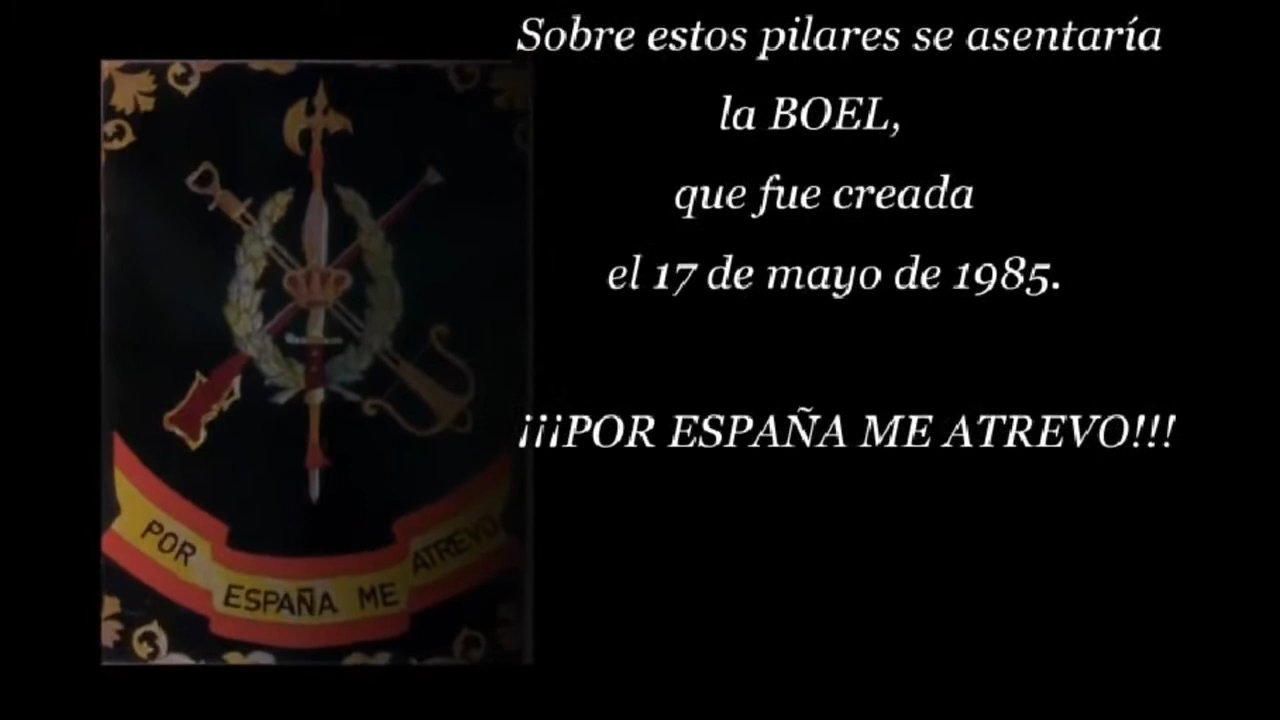 Sobre estos pilares se asentaría
la BOEL,
que fue creada
el 17 de mayo de 1985.
¡¡¡POR ESPAÑA ME ATREVO!!!
POR ESPAÑA ME ATREVO